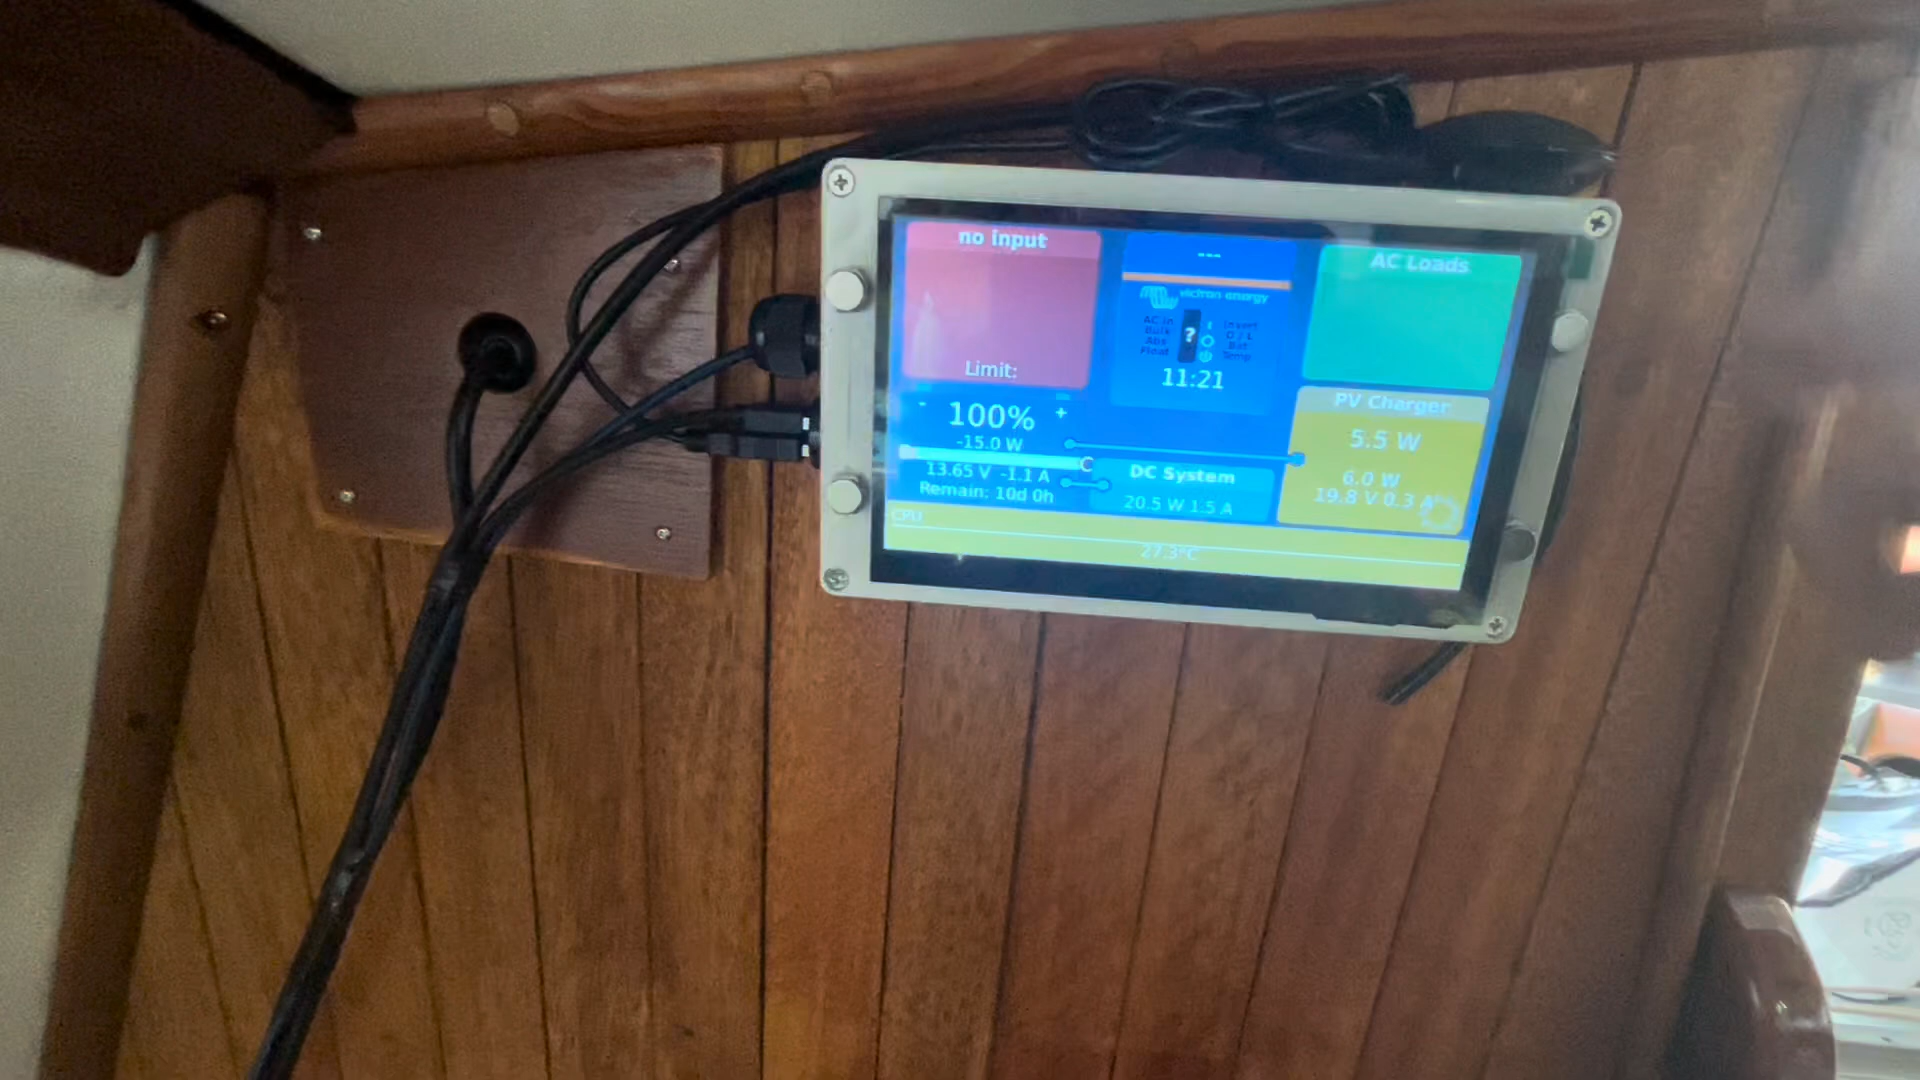 no input
Limit:
---
victron energy
AC in
Bulk
Abs
Float
?
Invert
O / L
Bat
Temp
11:21
AC Loads
- 100% +
-15.0 W
13.65 V -1.1 A
Remain: 10d 0h
DC System
20.5 W 1.5 A
PV Charger
5.5 W
6.0 W
19.8 V 0.3 A
CPU
27.3°C